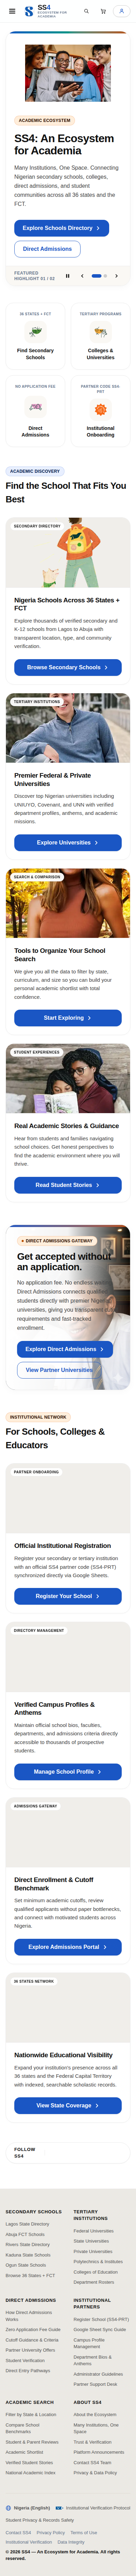 SS4
ECOSYSTEM FOR
ACADEMIA
ACADEMIC ECOSYSTEM
SS4: An Ecosystem
for Academia
Many Institutions, One Space. Connecting
Nigerian secondary schools, colleges,
direct admissions, and student
communities across all 36 states and the
FCT.
Explore Schools Directory
Direct Admissions
FEATURED
HIGHLIGHT 01 / 02
36 STATES + FCT
Find Secondary
Schools
TERTIARY PROGRAMS
Colleges &
Universities
NO APPLICATION FEE
Direct
Admissions
PARTNER CODE SS4-
PRT
Institutional
Onboarding
ACADEMIC DISCOVERY
Find the School That Fits You
Best
SECONDARY DIRECTORY
Nigeria Schools Across 36 States +
FCT
Explore thousands of verified secondary and
K-12 schools from Lagos to Abuja with
transparent location, type, and community
verification.
Browse Secondary Schools
TERTIARY INSTITUTIONS
Premier Federal & Private
Universities
Discover top Nigerian universities including
UNIUYO, Covenant, and UNN with verified
department profiles, anthems, and academic
missions.
Explore Universities
SEARCH & COMPARISON
Tools to Organize Your School
Search
We give you all the data to filter by state,
curriculum, and size so you can build your
personal academic shortlist with total
confidence.
Start Exploring
STUDENT EXPERIENCES
Real Academic Stories & Guidance
Hear from students and families navigating
school choices. Get honest perspectives to
find the academic environment where you will
thrive.
Read Student Stories
DIRECT ADMISSIONS GATEWAY
Get accepted without
an application.
No application fee. No endless waiting.
Direct Admissions connects qualified
students directly with premier Nigerian
universities, giving you transparent
requirements and fast-tracked
enrollment.
Explore Direct Admissions
View Partner Universities
INSTITUTIONAL NETWORK
For Schools, Colleges &
Educators
PARTNER ONBOARDING
Official Institutional Registration
Register your secondary or tertiary institution
with an official SS4 partner code (SS4-PRT)
synchronized directly via Google Sheets.
Register Your School
DIRECTORY MANAGEMENT
Verified Campus Profiles &
Anthems
Maintain official school bios, faculties,
departments, and admissions criteria directly
accessible to thousands of prospective
students.
Manage School Profile
ADMISSIONS GATEWAY
Direct Enrollment & Cutoff
Benchmark
Set minimum academic cutoffs, review
qualified applicants without paper bottlenecks,
and connect with motivated students across
Nigeria.
Explore Admissions Portal
36 STATES NETWORK
Nationwide Educational Visibility
Expand your institution's reach across all 36
states and the Federal Capital Territory
with indexed, searchable scholastic records.
View State Coverage
FOLLOW
SS4
SECONDARY SCHOOLS
Lagos State Directory
Abuja FCT Schools
Rivers State Directory
Kaduna State Schools
Ogun State Schools
Browse 36 States + FCT
TERTIARY
INSTITUTIONS
Federal Universities
State Universities
Private Universities
Polytechnics & Institutes
Colleges of Education
Department Rosters
DIRECT ADMISSIONS
How Direct Admissions
Works
Zero Application Fee Guide
Cutoff Guidance & Criteria
Partner University Offers
Student Verification
Direct Entry Pathways
INSTITUTIONAL
PARTNERS
Register School (SS4-PRT)
Google Sheet Sync Guide
Campus Profile
Management
Department Bios &
Anthems
Administrator Guidelines
Partner Support Desk
ACADEMIC SEARCH
Filter by State & Location
Compare School
Benchmarks
Student & Parent Reviews
Academic Shortlist
Verified Student Stories
National Academic Index
ABOUT SS4
About the Ecosystem
Many Institutions, One
Space
Trust & Verification
Platform Announcements
Contact SS4 Team
Privacy & Data Policy
Nigeria (English)
Institutional Verification Protocol
Student Privacy & Records Safety
Contact SS4
Privacy Policy
Terms of Use
Institutional Verification
Data Integrity
© 2026 SS4 — An Ecosystem for Academia. All rights
reserved.